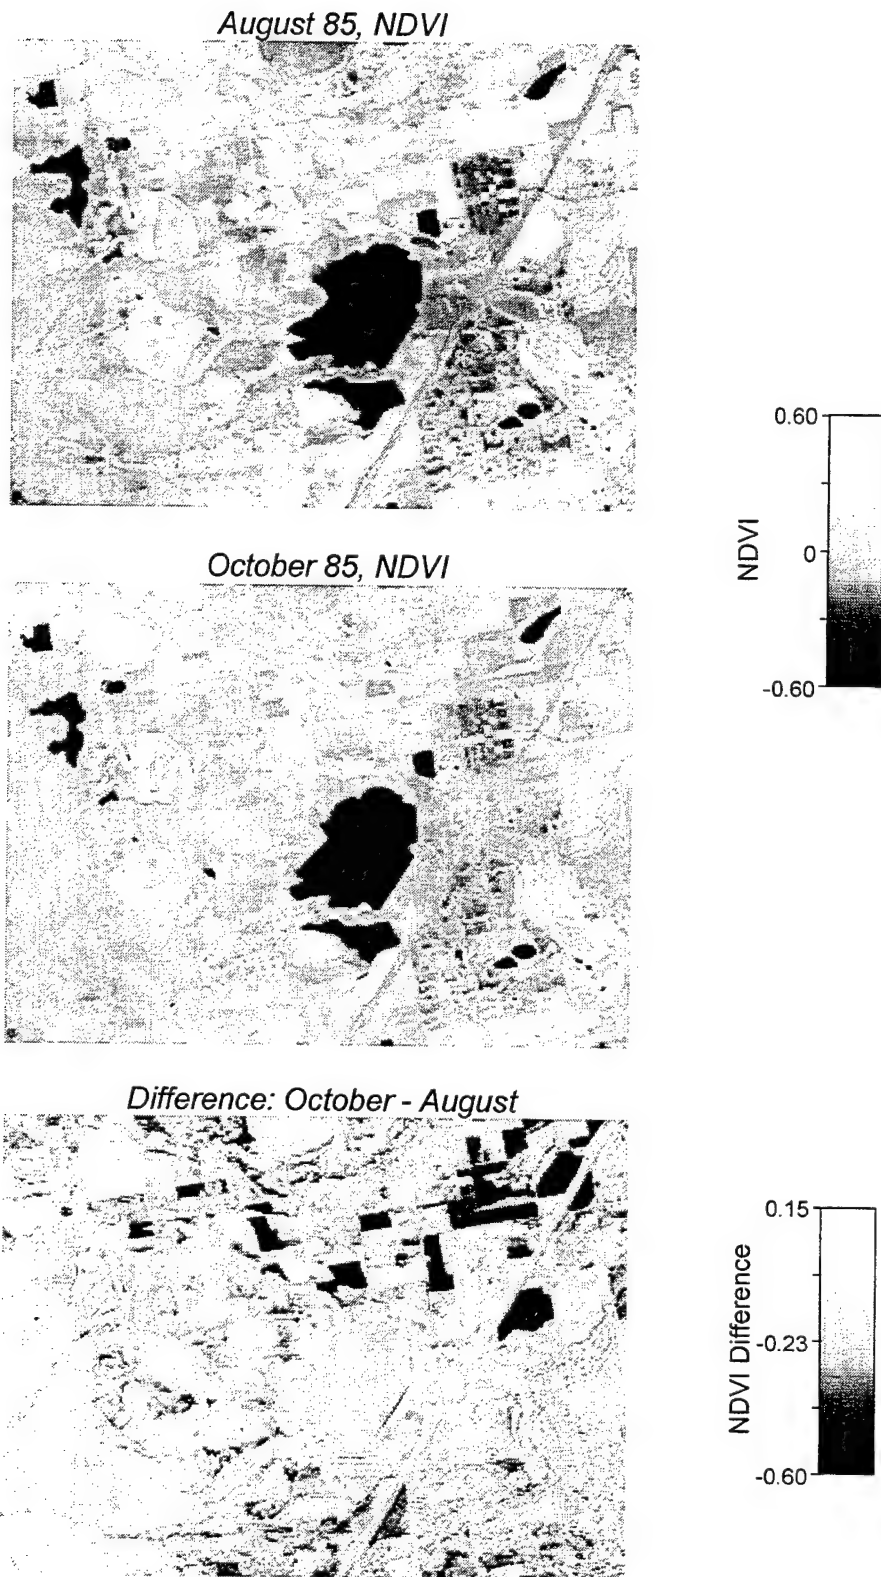 August 85, NDVI
0.60
NDVI
0
-0.60
October 85, NDVI
Difference: October - August
0.15
NDVI Difference
-0.23
-0.60